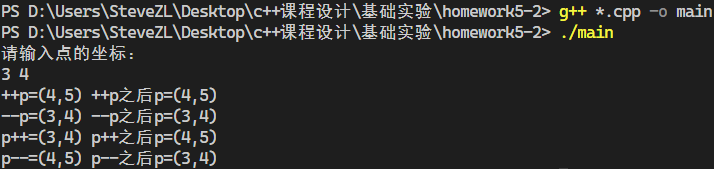 PS D:\Users\SteveZL\Desktop\c++课程设计\基础实验\homework5-2> g++ *.cpp -o main
PS D:\Users\SteveZL\Desktop\c++课程设计\基础实验\homework5-2> ./main
请输入点的坐标：
3 4
++p=(4,5) ++p之后p=(4,5)
--p=(3,4) --p之后p=(3,4)
p++=(3,4) p++之后p=(4,5)
p--=(4,5) p--之后p=(3,4)